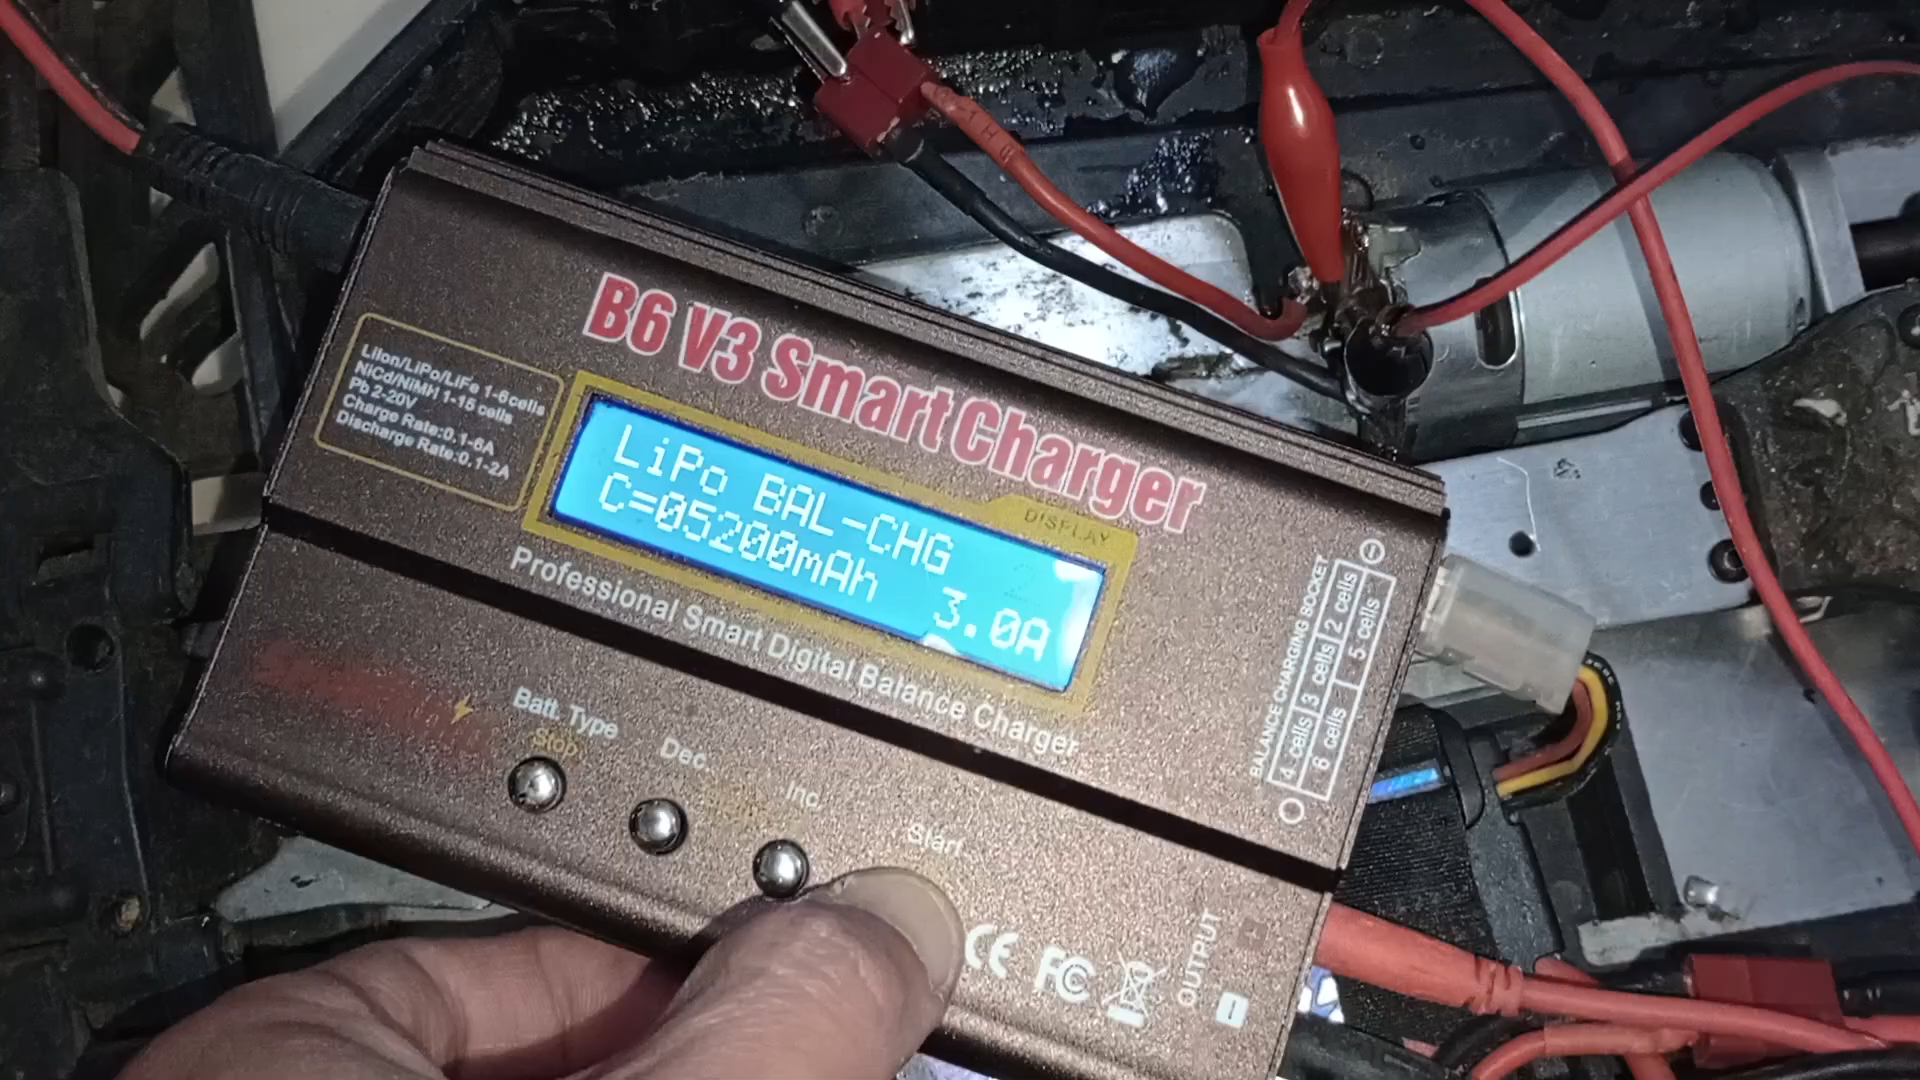 B6 V3 Smart Charger
LiIon/LiPo/LiFe 1-6cells
NiCd/NiMH 1-15 cells
Pb 2-20V
Charge Rate:0.1-6A
Discharge Rate:0.1-2A
DISPLAY
LiPo BAL-CHG
C=05200mAh 3.0A
Professional Smart Digital Balance Charger
Batt. Type
Stop
Dec.
Inc.
Start
BALANCE CHARGING SOCKET
4 cells
3 cells
2 cells
6 cells
5 cells
CE FC
OUTPUT
+
-